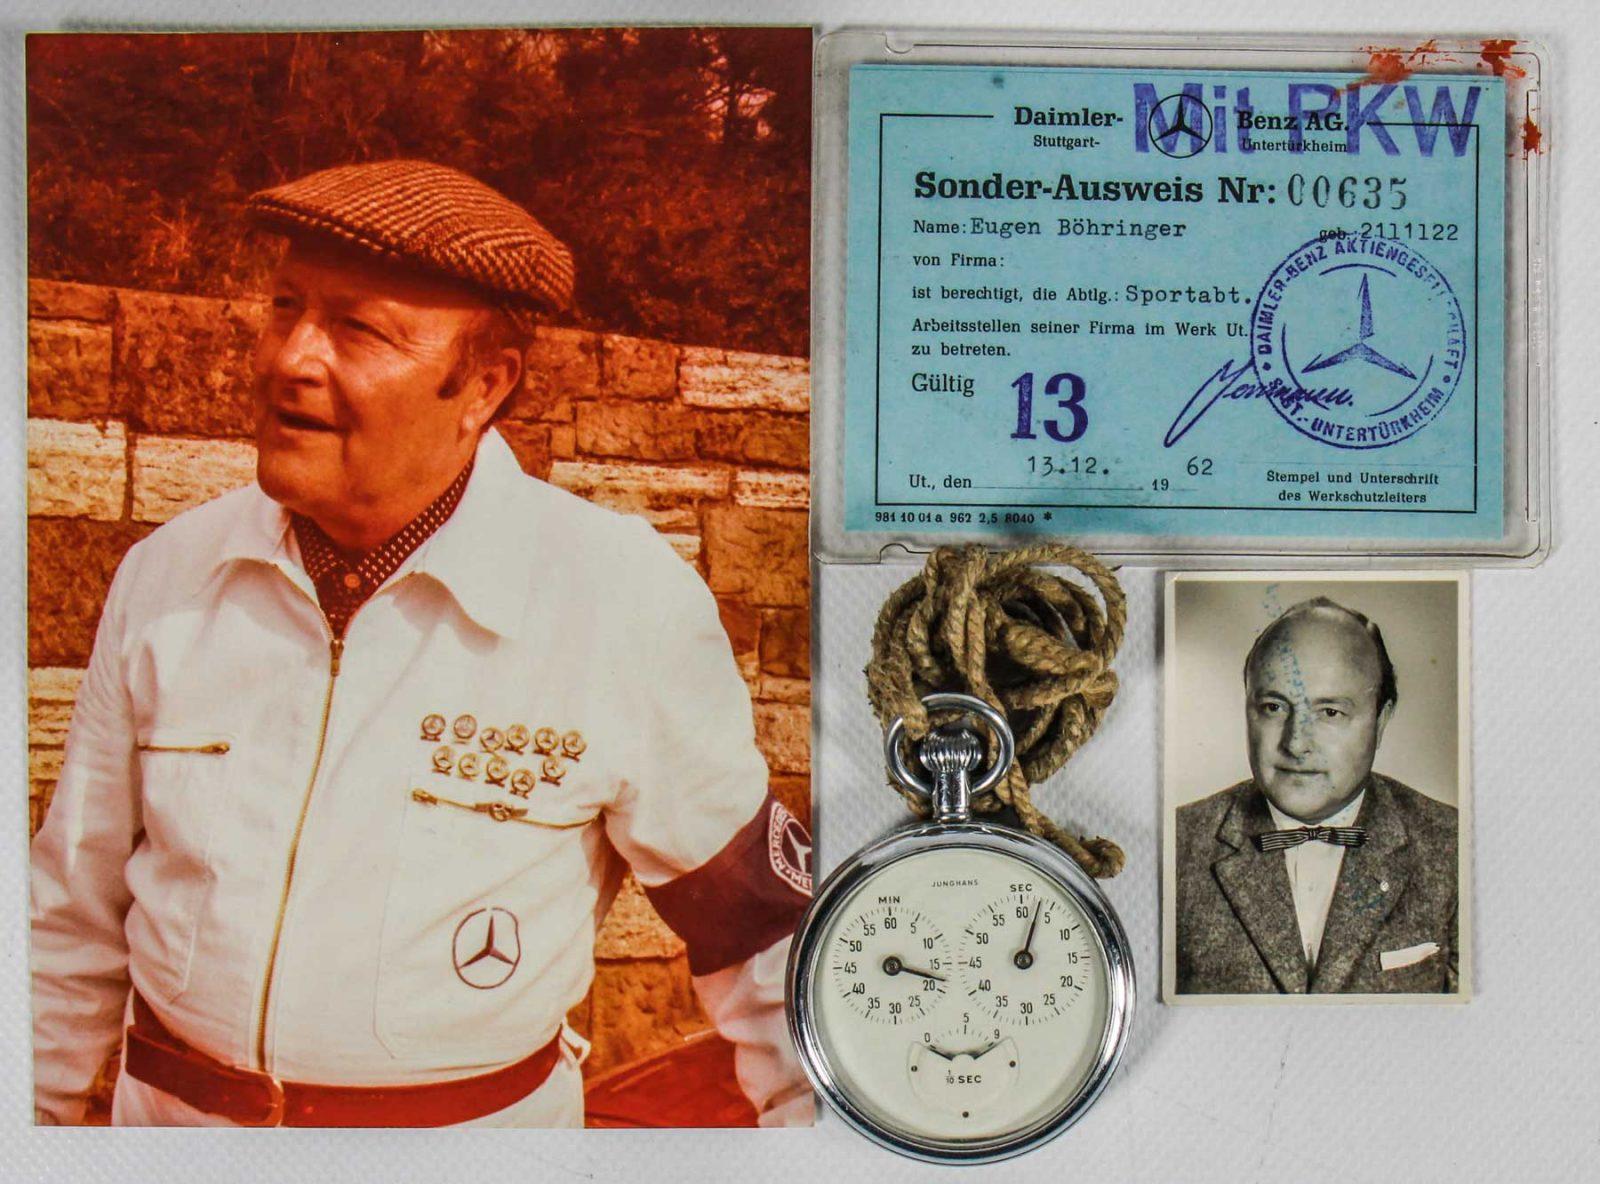 Mit PKW
Daimler-Benz AG.
Stuttgart-Untertürkheim
Sonder-Ausweis Nr: 00635
Name: Eugen Böhringer geb. 2111122
von Firma:
ist berechtigt, die Abtlg.: Sportabt.
Arbeitsstellen seiner Firma im Werk Ut.
zu betreten.
Gültig 13
DAIMLER-BENZ AKTIENGESELLSCHAFT
STGT.-UNTERTÜRKHEIM
Ut., den 13.12. 19 62
Stempel und Unterschrift
des Werkschutzleiters
981 10 01 a 962 2,5 8040 *
JUNGHANS
MIN
60 5 10 15 20 25 30 35 40 45 50 55
SEC
60 5 10 15 20 25 30 35 40 45 50 55
0 5 9
1/10 SEC